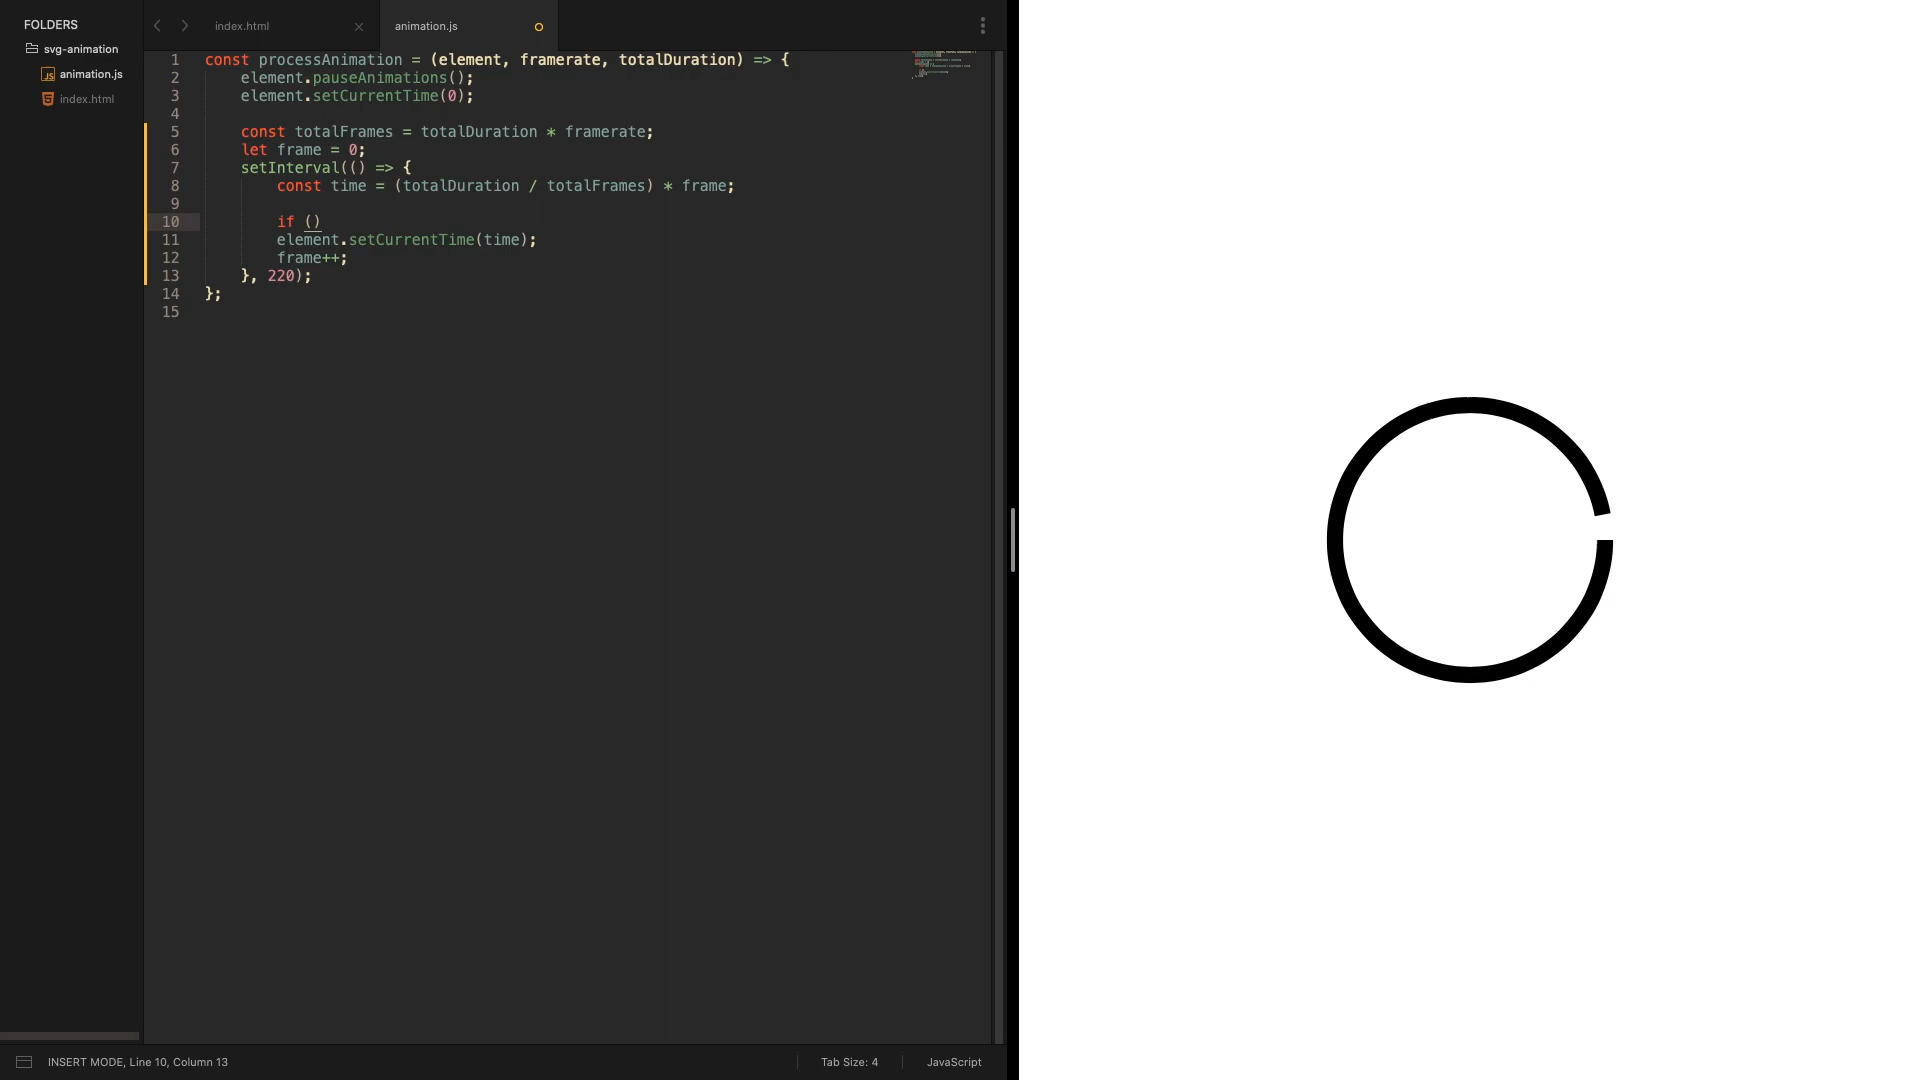 FOLDERS
svg-animation
animation.js
index.html
index.html
animation.js
1 const processAnimation = (element, framerate, totalDuration) => {
2 element.pauseAnimations();
3 element.setCurrentTime(0);
4
5 const totalFrames = totalDuration * framerate;
6 let frame = 0;
7 setInterval(() => {
8 const time = (totalDuration / totalFrames) * frame;
9
10 if ()
11 element.setCurrentTime(time);
12 frame++;
13 }, 220);
14 };
15
INSERT MODE, Line 10, Column 13
Tab Size: 4
JavaScript